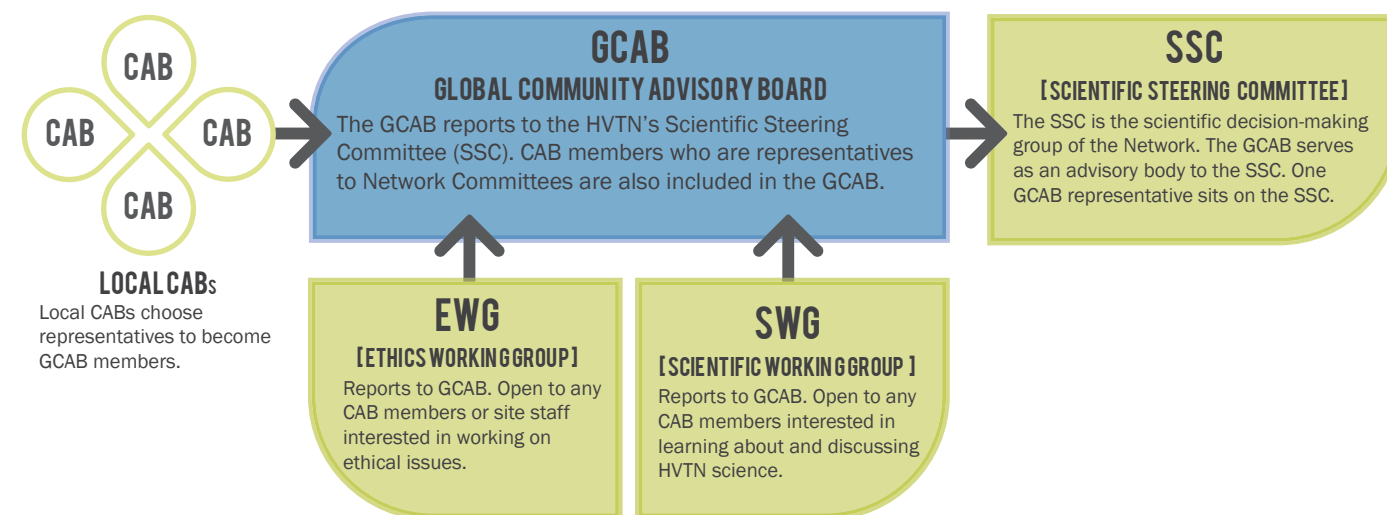 CAB
CAB
CAB
CAB
LOCAL CABs
Local CABs choose
representatives to become
GCAB members.
GCAB
GLOBAL COMMUNITY ADVISORY BOARD
The GCAB reports to the HVTN's Scientific Steering
Committee (SSC). CAB members who are representatives
to Network Committees are also included in the GCAB.
SSC
[SCIENTIFIC STEERING COMMITTEE]
The SSC is the scientific decision-making
group of the Network. The GCAB serves
as an advisory body to the SSC. One
GCAB representative sits on the SSC.
EWG
[ETHICS WORKING GROUP]
Reports to GCAB. Open to any
CAB members or site staff
interested in working on
ethical issues.
SWG
[SCIENTIFIC WORKING GROUP ]
Reports to GCAB. Open to any
CAB members interested in
learning about and discussing
HVTN science.